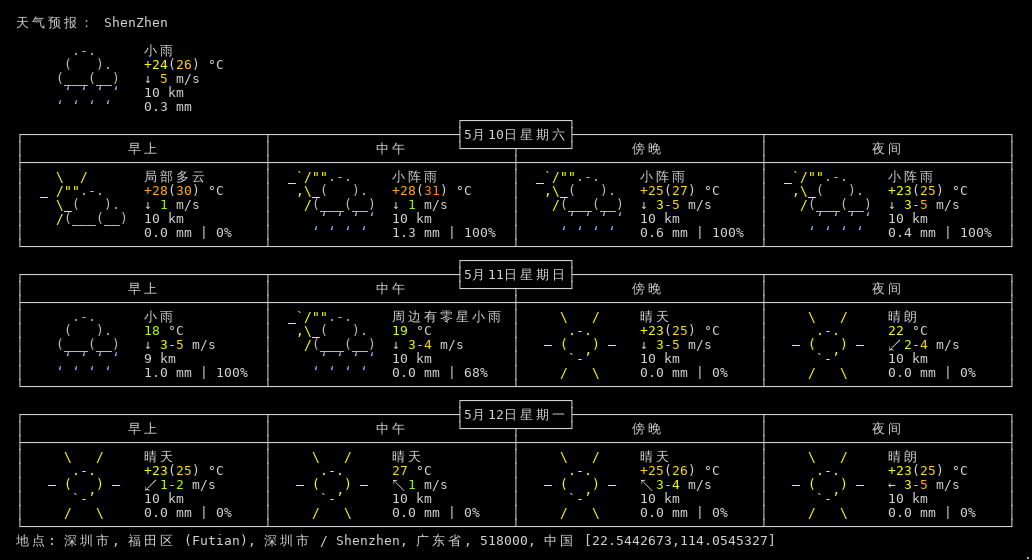 天气预报： ShenZhen
小雨
+24(26) °C
↓ 5 m/s
10 km
0.3 mm
5月10日星期六
早上 中午 傍晚 夜间
局部多云 小阵雨 小阵雨 小阵雨
+28(30) °C +28(31) °C +25(27) °C +23(25) °C
↓ 1 m/s ↓ 1 m/s ↓ 3-5 m/s ↓ 3-5 m/s
10 km 10 km 10 km 10 km
0.0 mm | 0% 1.3 mm | 100% 0.6 mm | 100% 0.4 mm | 100%
5月11日星期日
早上 中午 傍晚 夜间
小雨 周边有零星小雨 晴天 晴朗
18 °C 19 °C +23(25) °C 22 °C
↓ 3-5 m/s ↓ 3-4 m/s ↓ 3-5 m/s ↙ 2-4 m/s
9 km 10 km 10 km 10 km
1.0 mm | 100% 0.0 mm | 68% 0.0 mm | 0% 0.0 mm | 0%
5月12日星期一
早上 中午 傍晚 夜间
晴天 晴天 晴天 晴朗
+23(25) °C 27 °C +25(26) °C +23(25) °C
↙ 1-2 m/s ↖ 1 m/s ↖ 3-4 m/s ← 3-5 m/s
10 km 10 km 10 km 10 km
0.0 mm | 0% 0.0 mm | 0% 0.0 mm | 0% 0.0 mm | 0%
地点: 深圳市, 福田区 (Futian), 深圳市 / Shenzhen, 广东省, 518000, 中国 [22.5442673,114.0545327]